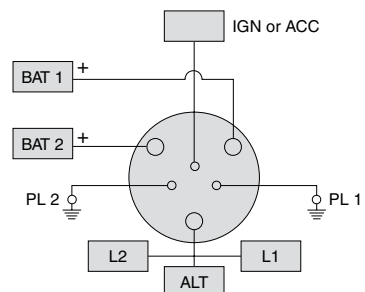 IGN or ACC
BAT 1 +
BAT 2 +
PL 2
PL 1
L2
L1
ALT